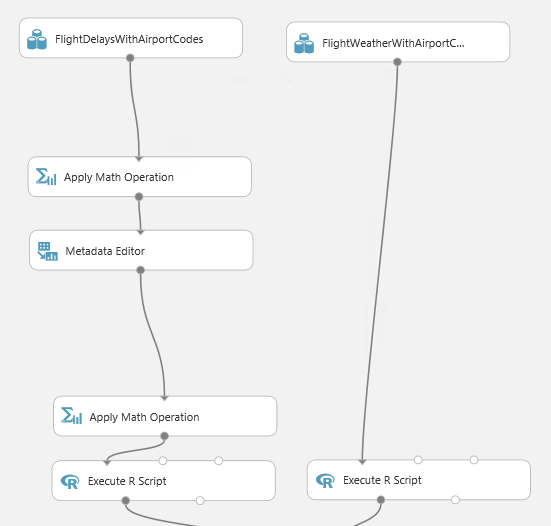 FlightDelaysWithAirportCodes
FlightWeatherWithAirportC...
Apply Math Operation
Metadata Editor
Apply Math Operation
Execute R Script
Execute R Script